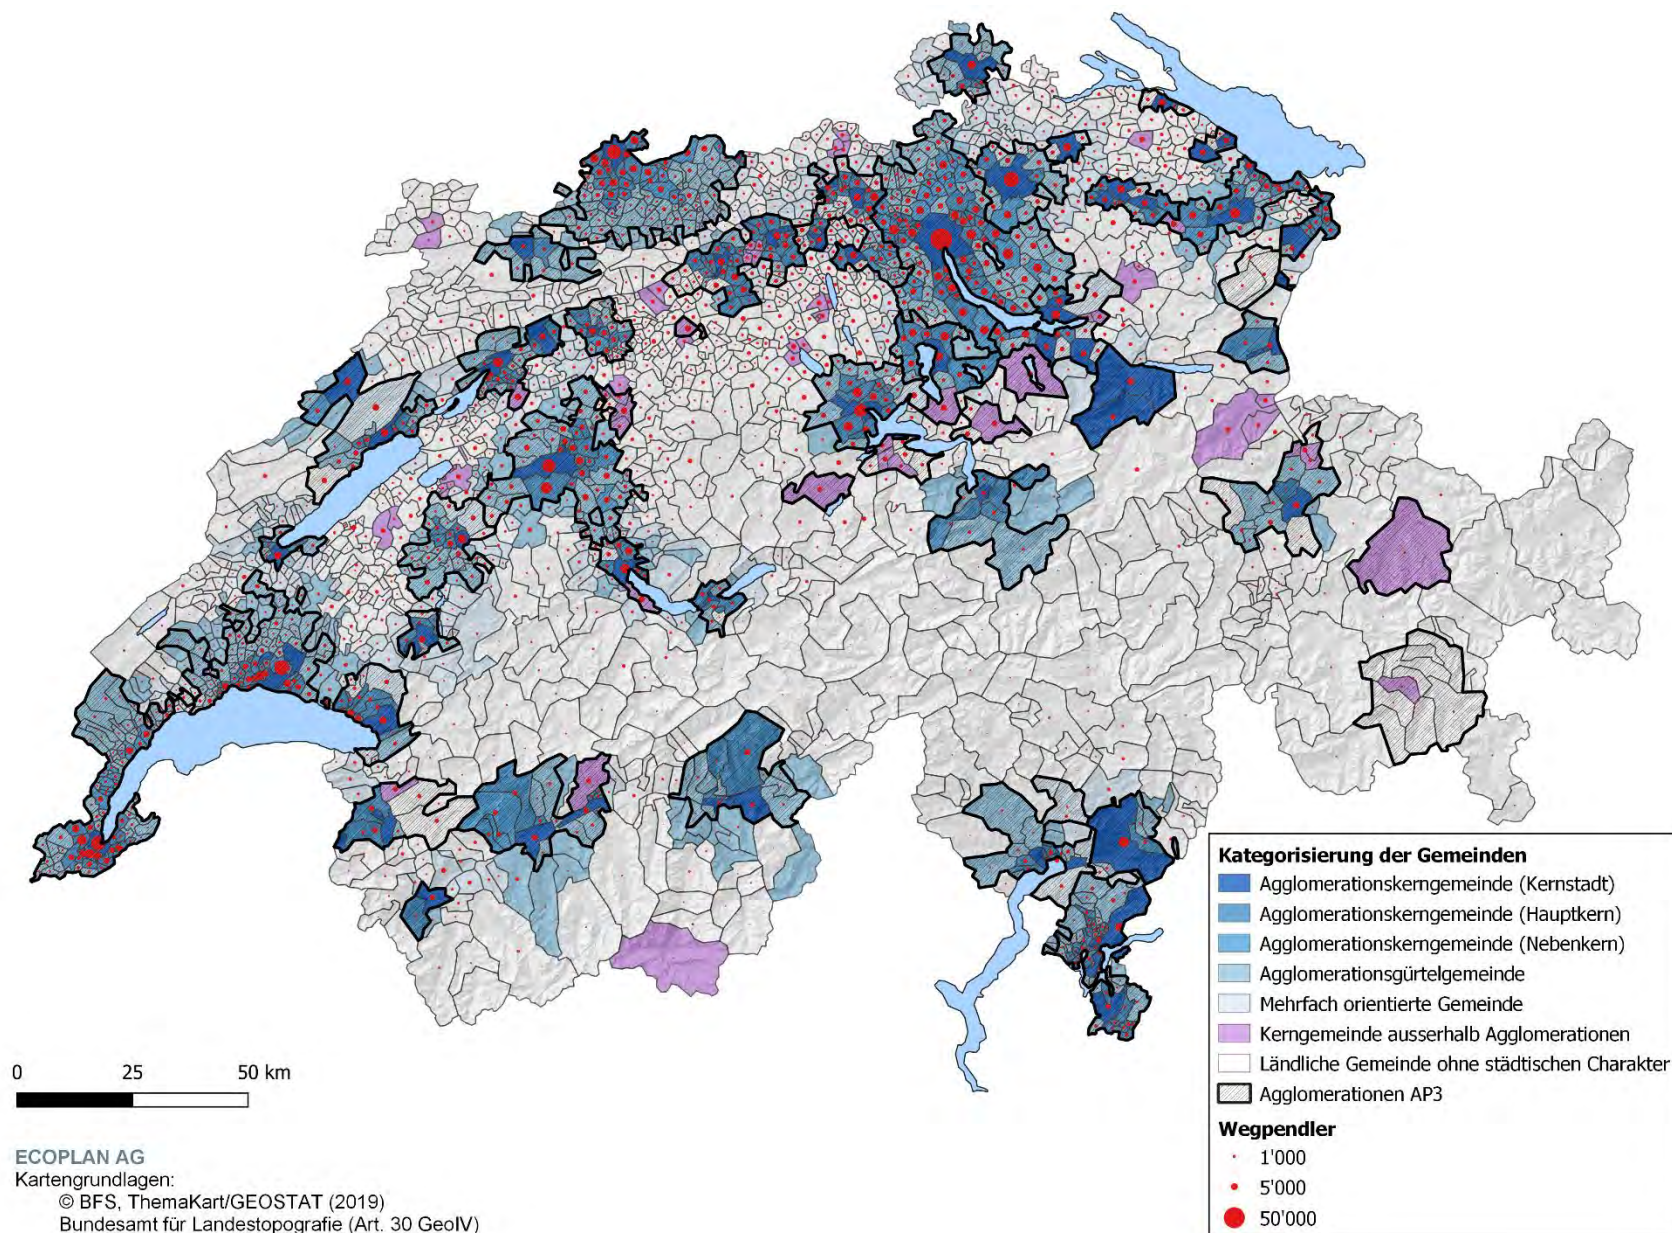 Kategorisierung der Gemeinden
Agglomerationskerngemeinde (Kernstadt)
Agglomerationskerngemeinde (Hauptkern)
Agglomerationskerngemeinde (Nebenkern)
Agglomerationsgürtelgemeinde
Mehrfach orientierte Gemeinde
Kerngemeinde ausserhalb Agglomerationen
Ländliche Gemeinde ohne städtischen Charakter
Agglomerationen AP3
Wegpendler
1'000
5'000
50'000
0 25 50 km
ECOPLAN AG
Kartengrundlagen:
© BFS, ThemaKart/GEOSTAT (2019)
Bundesamt für Landestopografie (Art. 30 GeoIV)